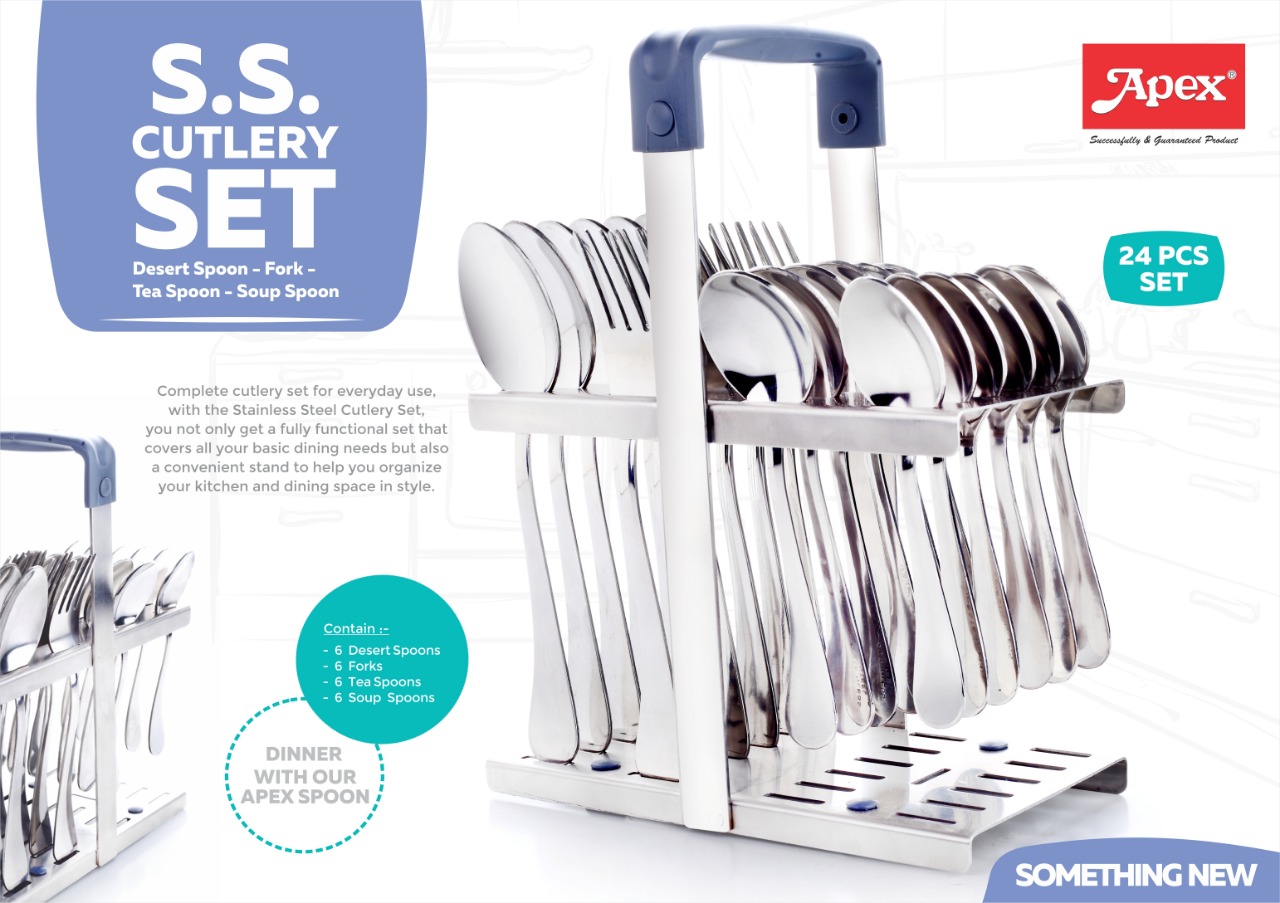 S.S.
CUTLERY
SET
Desert Spoon - Fork -
Tea Spoon - Soup Spoon
Apex®
Successfully & Guaranteed Product
24 PCS
SET
Complete cutlery set for everyday use,
with the Stainless Steel Cutlery Set,
you not only get a fully functional set that
covers all your basic dining needs but also
a convenient stand to help you organize
your kitchen and dining space in style.
Contain :-
- 6 Desert Spoons
- 6 Forks
- 6 Tea Spoons
- 6 Soup Spoons
DINNER
WITH OUR
APEX SPOON
SOMETHING NEW